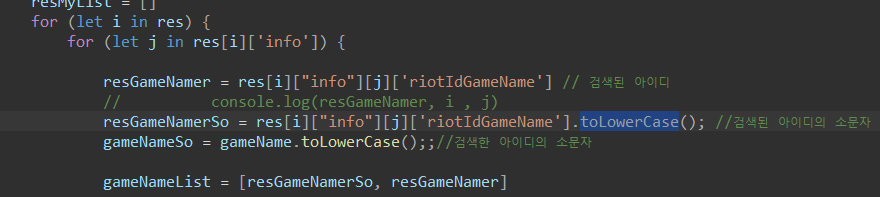 resMyList = []
for (let i in res) {
for (let j in res[i]['info']) {
resGameNamer = res[i]["info"][j]['riotIdGameName'] // 검색된 아이디
// console.log(resGameNamer, i , j)
resGameNamerSo = res[i]["info"][j]['riotIdGameName'].toLowerCase(); //검색된 아이디의 소문자
gameNameSo = gameName.toLowerCase();;//검색한 아이디의 소문자
gameNameList = [resGameNamerSo, resGameNamer]